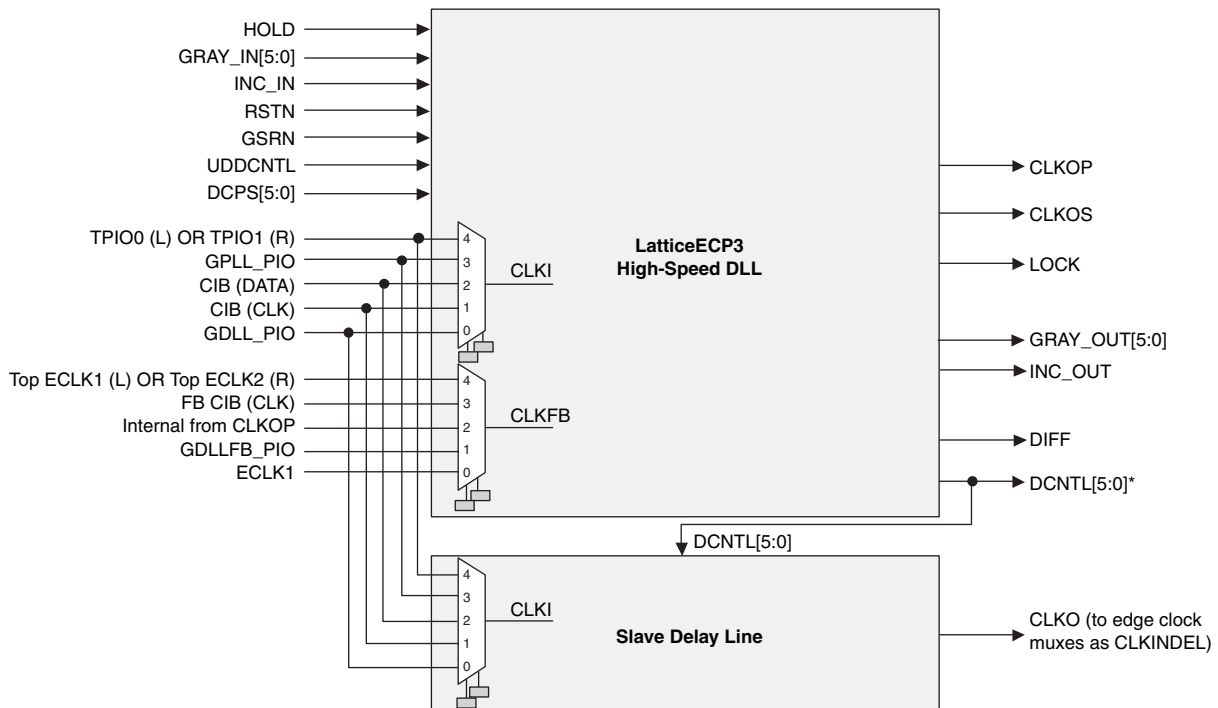 HOLD
GRAY_IN[5:0]
INC_IN
RSTN
GSRN
UDDCNTL
DCPS[5:0]
TPIO0 (L) OR TPIO1 (R)
GPLL_PIO
CIB (DATA)
CIB (CLK)
GDLL_PIO
4
3
2
1
0
CLKI
Top ECLK1 (L) OR Top ECLK2 (R)
FB CIB (CLK)
Internal from CLKOP
GDLLFB_PIO
ECLK1
4
3
2
1
0
CLKFB
LatticeECP3
High-Speed DLL
CLKOP
CLKOS
LOCK
GRAY_OUT[5:0]
INC_OUT
DIFF
DCNTL[5:0]*
DCNTL[5:0]
4
3
2
1
0
CLKI
Slave Delay Line
CLKO (to edge clock
muxes as CLKINDEL)